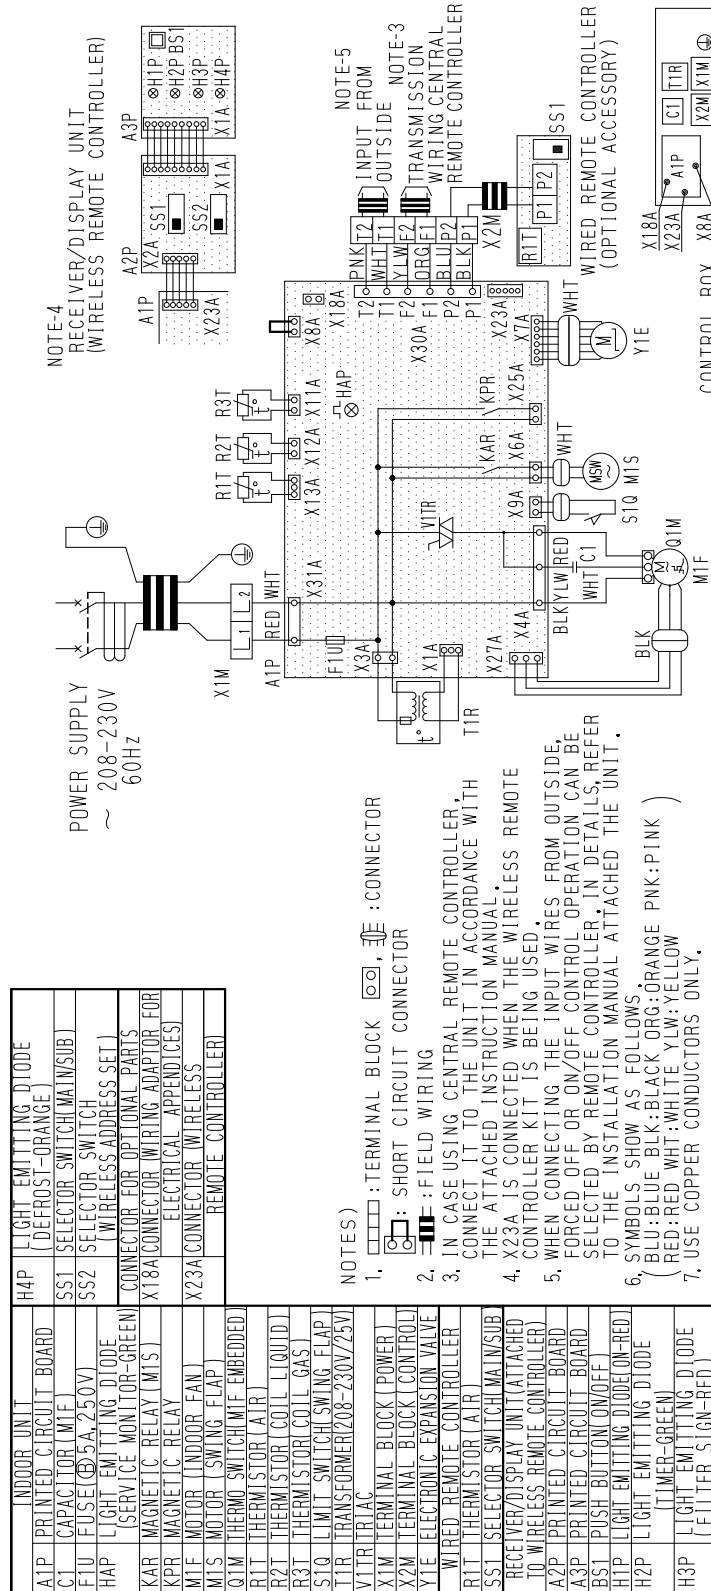 INDOOR UNIT
A1P PRINTED CIRCUIT BOARD
C1 CAPACITOR (M1F)
F1U FUSE(Ⓑ5A,250V)
HAP LIGHT EMITTING DIODE
(SERVICE MONITOR-GREEN)
KAR MAGNETIC RELAY(M1S)
KPR MAGNETIC RELAY
M1F MOTOR (INDOOR FAN)
M1S MOTOR (SWING FLAP)
Q1M THERMO SWITCH(M1F EMBEDDED)
R1T THERMISTOR(AIR)
R2T THERMISTOR(COIL LIQUID)
R3T THERMISTOR(COIL GAS)
S1Q LIMIT SWITCH(SWING FLAP)
T1R TRANSFORMER(208-230V/25V)
V1TR TRIAC
X1M TERMINAL BLOCK(POWER)
X2M TERMINAL BLOCK(CONTROL)
Y1E ELECTRONIC EXPANSION VALVE
WIRED REMOTE CONTROLLER
R1T THERMISTOR(AIR)
SS1 SELECTOR SWITCH(MAIN/SUB)
RECEIVER/DISPLAY UNIT(ATTACHED
TO WIRELESS REMOTE CONTROLLER)
A2P PRINTED CIRCUIT BOARD
A3P PRINTED CIRCUIT BOARD
BS1 PUSH BUTTON(ON/OFF)
H1P LIGHT EMITTING DIODE(ON-RED)
H2P LIGHT EMITTING DIODE
(TIMER-GREEN)
H3P LIGHT EMITTING DIODE
(FILTER SIGN-RED)
H4P LIGHT EMITTING DIODE
(DEFROST-ORANGE)
SS1 SELECTOR SWITCH(MAIN/SUB)
SS2 SELECTOR SWITCH
(WIRELESS ADDRESS SET)
CONNECTOR FOR OPTIONAL PARTS
X18A CONNECTOR(WIRING ADAPTOR FOR
ELECTRICAL APPENDICES)
X23A CONNECTOR(WIRELESS
REMOTE CONTROLLER)
NOTES)
1. :TERMINAL BLOCK , :CONNECTOR
: SHORT CIRCUIT CONNECTOR
2. :FIELD WIRING
3. IN CASE USING CENTRAL REMOTE CONTROLLER,
CONNECT IT TO THE UNIT IN ACCORDANCE WITH
THE ATTACHED INSTRUCTION MANUAL.
4. X23A IS CONNECTED WHEN THE WIRELESS REMOTE
CONTROLLER KIT IS BEING USED.
5. WHEN CONNECTING THE INPUT WIRES FROM OUTSIDE,
FORCED OFF OR ON/OFF CONTROL OPERATION CAN BE
SELECTED BY REMOTE CONTROLLER. IN DETAILS, REFER
TO THE INSTALLATION MANUAL ATTACHED THE UNIT.
6. SYMBOLS SHOW AS FOLLOWS.
(BLU:BLUE BLK:BLACK ORG:ORANGE PNK:PINK
RED:RED WHT:WHITE YLW:YELLOW)
7. USE COPPER CONDUCTORS ONLY.
POWER SUPPLY
~ 208-230V
60Hz
X1M L1 L2
A1P RED WHT
F1U X31A
X3A
X1A
T1R
t°
X27A
X4A
BLK YLW RED
WHT C1
BLK
M~
Q1M
M1F
V1TR
R1T R2T R3T
t° t° t°
X13A X12A X11A
HAP
KAR
KPR
X9A X6A X25A X7A
S1Q
WHT
MSW ~
M1S
WHT
M
Y1E
X8A
X18A
X30A
X23A
T2 T1 F2 F1 P2 P1
PNK WHT YLW ORG BLU BLK
T2 T1 F2 F1 P2 P1
X2M
NOTE-5
INPUT FROM
OUTSIDE
NOTE-3
TRANSMISSION
WIRING CENTRAL
REMOTE CONTROLLER
R1T P1 P2 SS1
WIRED REMOTE CONTROLLER
(OPTIONAL ACCESSORY)
NOTE-4
RECEIVER/DISPLAY UNIT
(WIRELESS REMOTE CONTROLLER)
A1P A2P A3P
X23A
X2A
SS1
SS2
X1A X1A
H1P BS1
H2P
H3P
H4P
CONTROL BOX
X18A
X23A
X8A
A1P
C1 T1R
X2M X1M